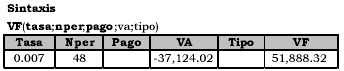 Sintaxis
VF(tasa;nper;pago;va;tipo)
Tasa Nper Pago VA Tipo VF
0.007 48 -37,124.02 51,888.32